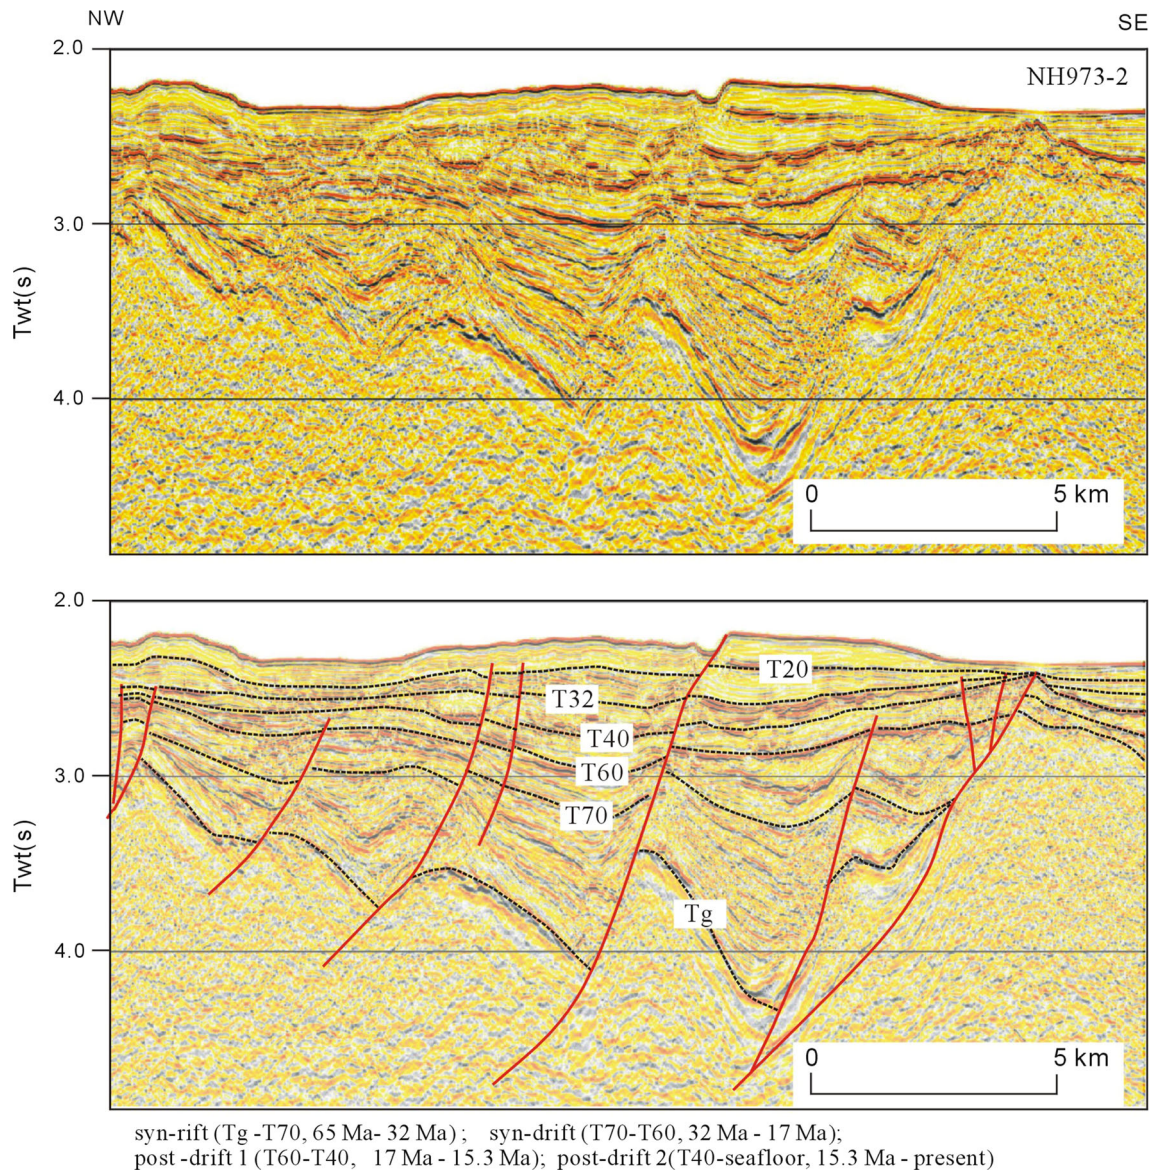 NW
SE
2.0
NH973-2
3.0
Twt(s)
4.0
0 5 km
2.0
T20
T32
T40
T60
3.0
T70
Twt(s)
Tg
4.0
0 5 km
syn-rift (Tg -T70, 65 Ma- 32 Ma) ; syn-drift (T70-T60, 32 Ma - 17 Ma);
post -drift 1 (T60-T40, 17 Ma - 15.3 Ma); post-drift 2(T40-seafloor, 15.3 Ma - present)